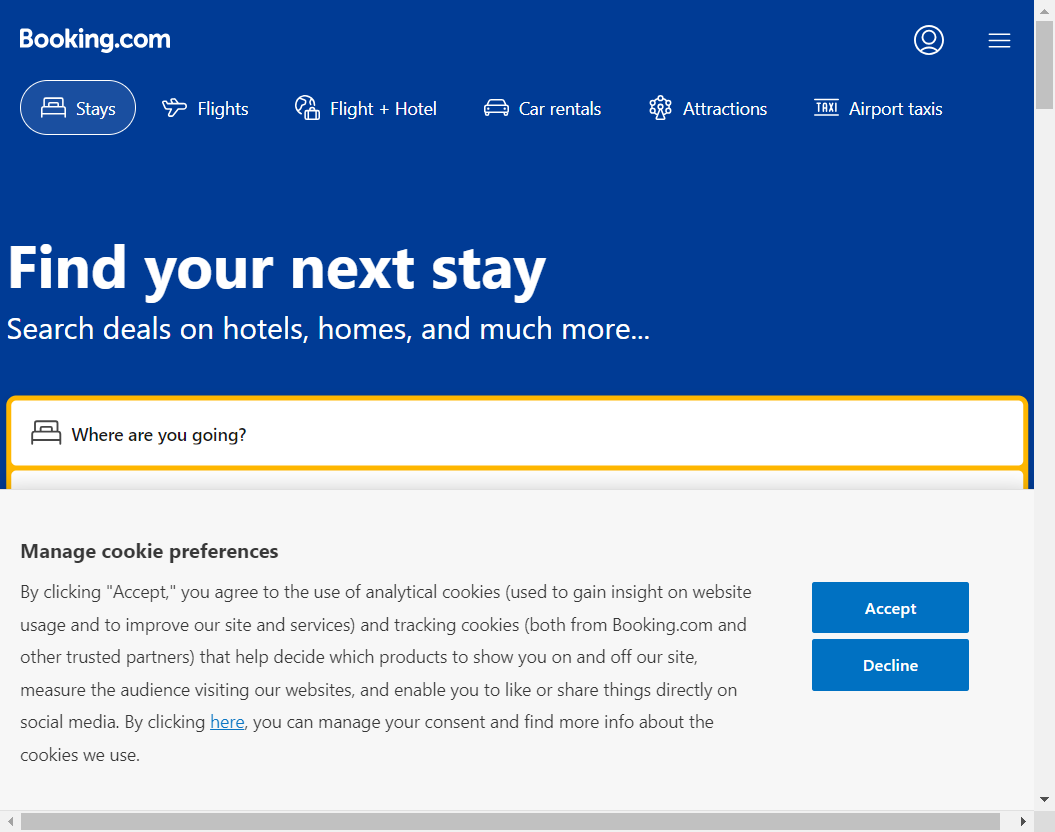 Booking.com
Stays
Flights
Flight + Hotel
Car rentals
Attractions
TAXI
Airport taxis
Find your next stay
Search deals on hotels, homes, and much more...
Where are you going?
Manage cookie preferences
By clicking "Accept," you agree to the use of analytical cookies (used to gain insight on website
usage and to improve our site and services) and tracking cookies (both from Booking.com and
other trusted partners) that help decide which products to show you on and off our site,
measure the audience visiting our websites, and enable you to like or share things directly on
social media. By clicking here, you can manage your consent and find more info about the
cookies we use.
Accept
Decline